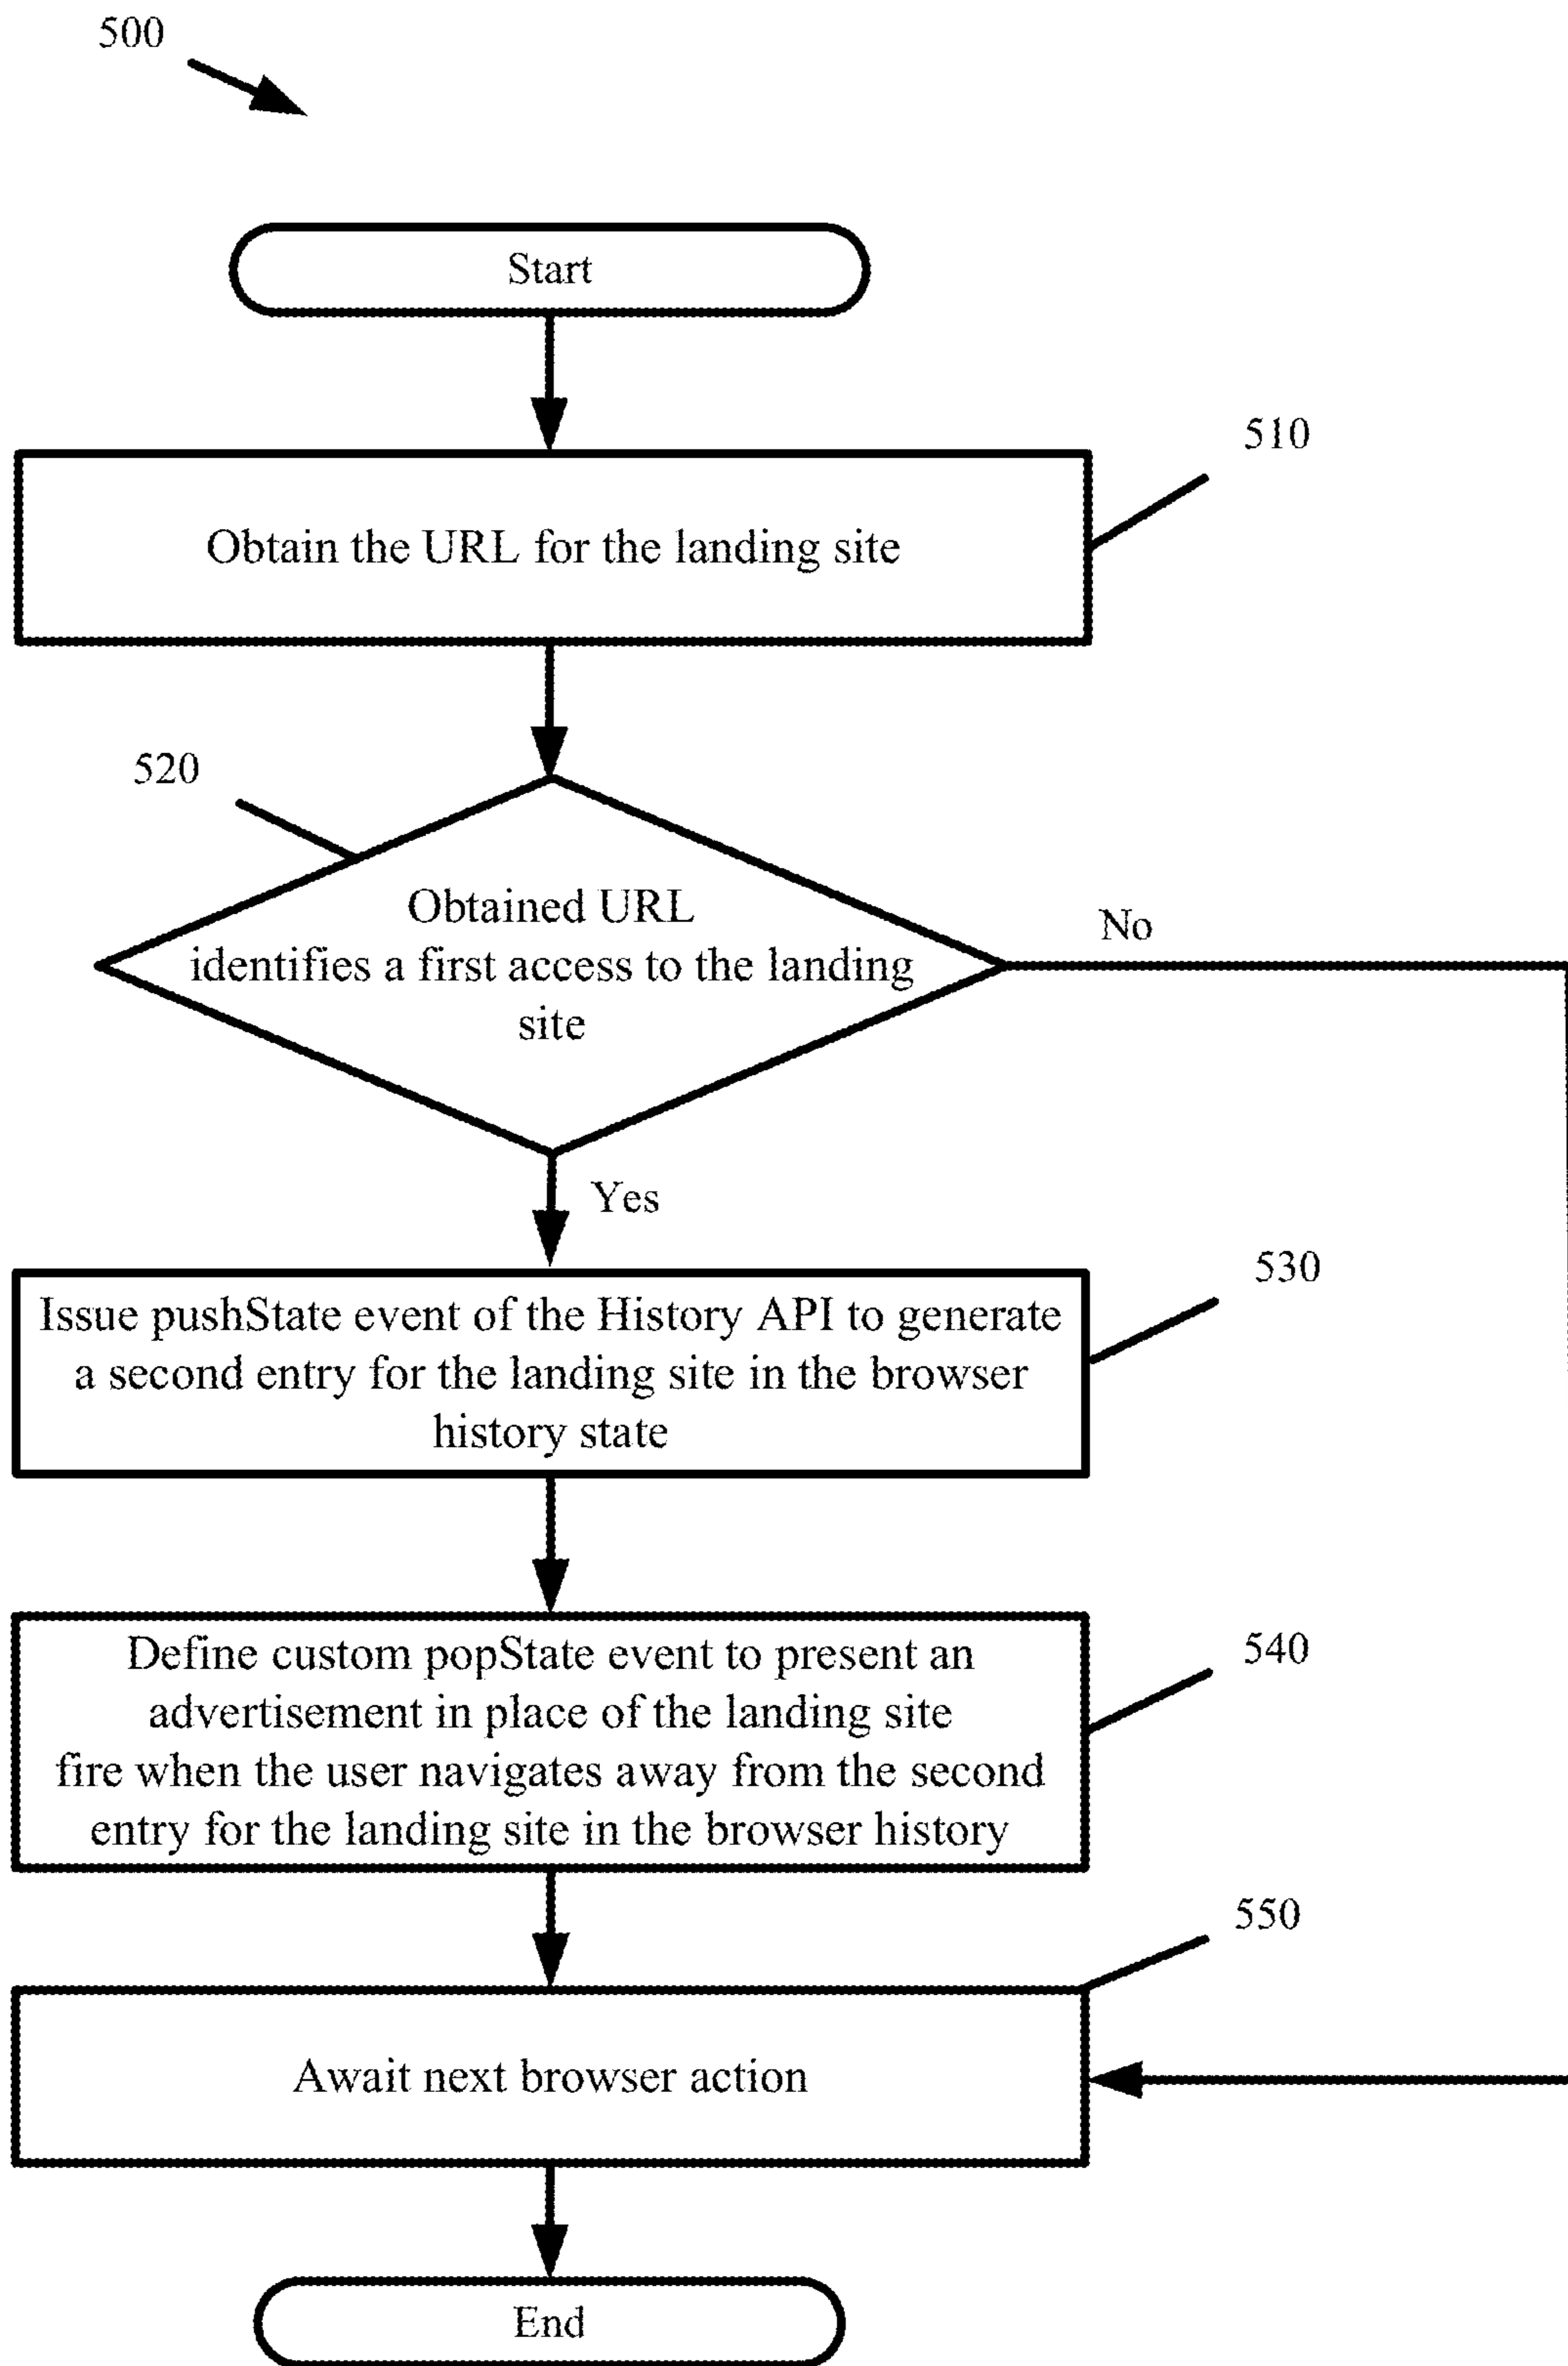 500
Start
510
Obtain the URL for the landing site
520
Obtained URL
identifies a first access to the landing
site
No
Yes
530
Issue pushState event of the History API to generate
a second entry for the landing site in the browser
history state
540
Define custom popState event to present an
advertisement in place of the landing site
fire when the user navigates away from the second
entry for the landing site in the browser history
550
Await next browser action
End